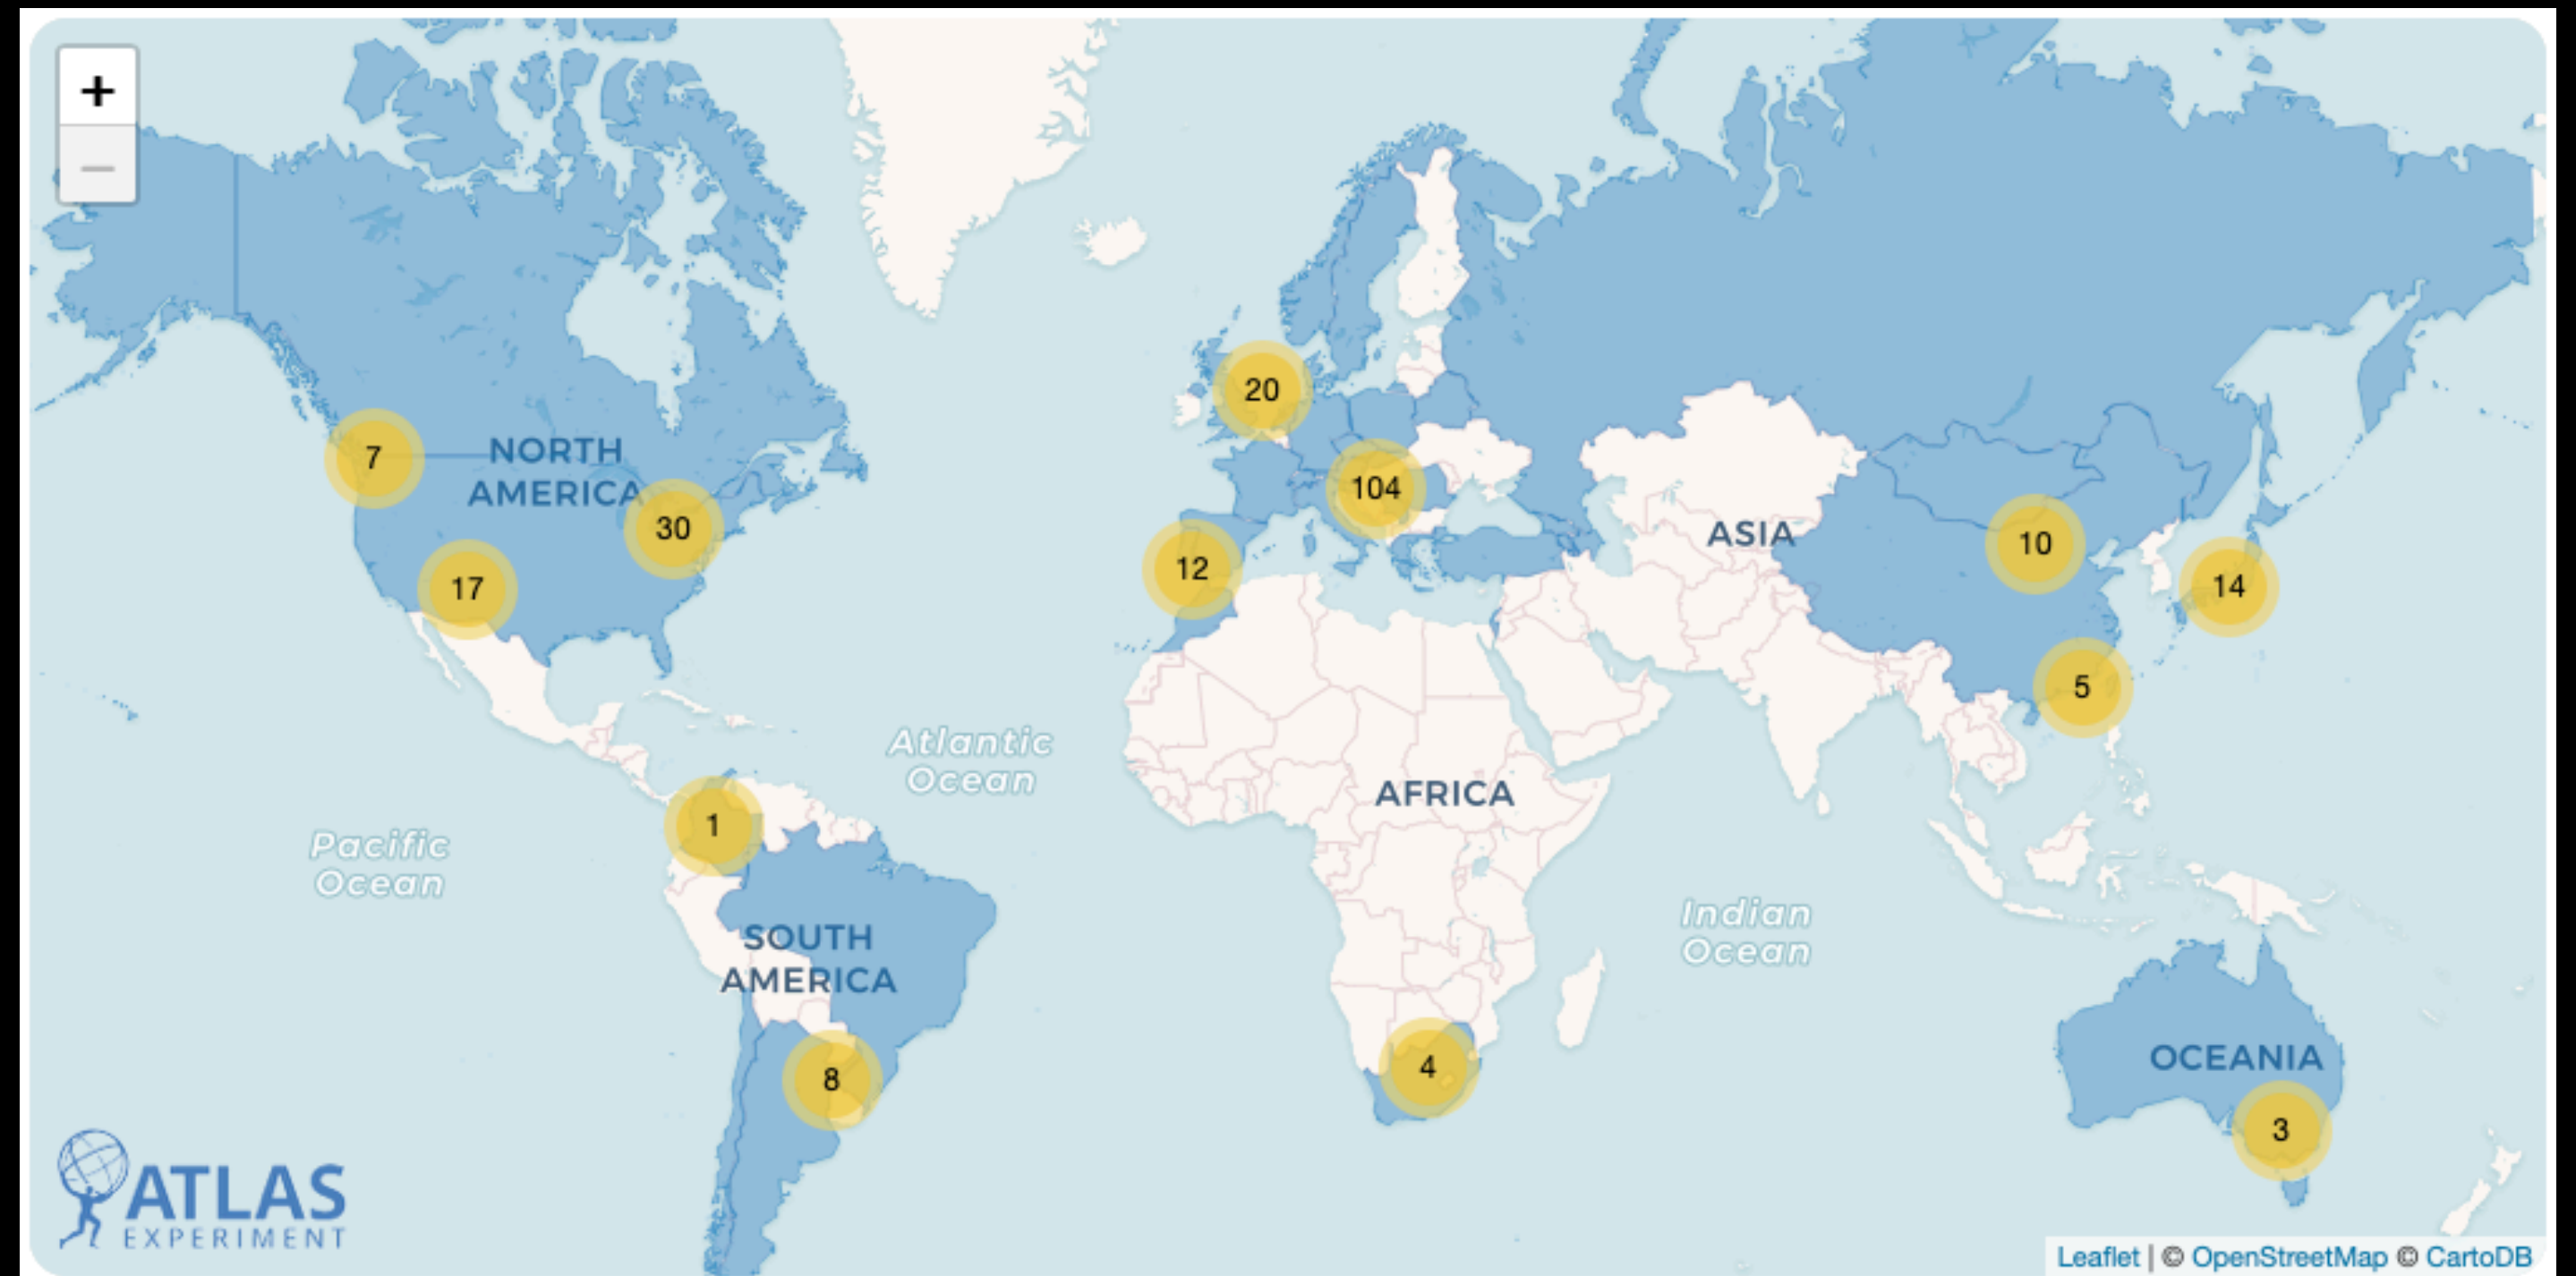 +
−
20
7
NORTH
AMERICA
104
30
ASIA
10
12
14
17
5
Atlantic
Ocean
AFRICA
1
Pacific
Ocean
Indian
Ocean
SOUTH
AMERICA
OCEANIA
4
8
3
ATLAS
EXPERIMENT
Leaflet | © OpenStreetMap © CartoDB